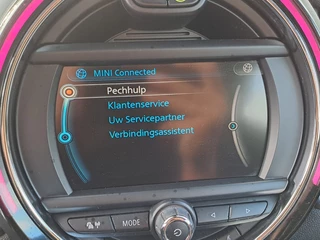 MINI Connected
Pechhulp
Klantenservice
Uw Servicepartner
Verbindingsassistent
MODE